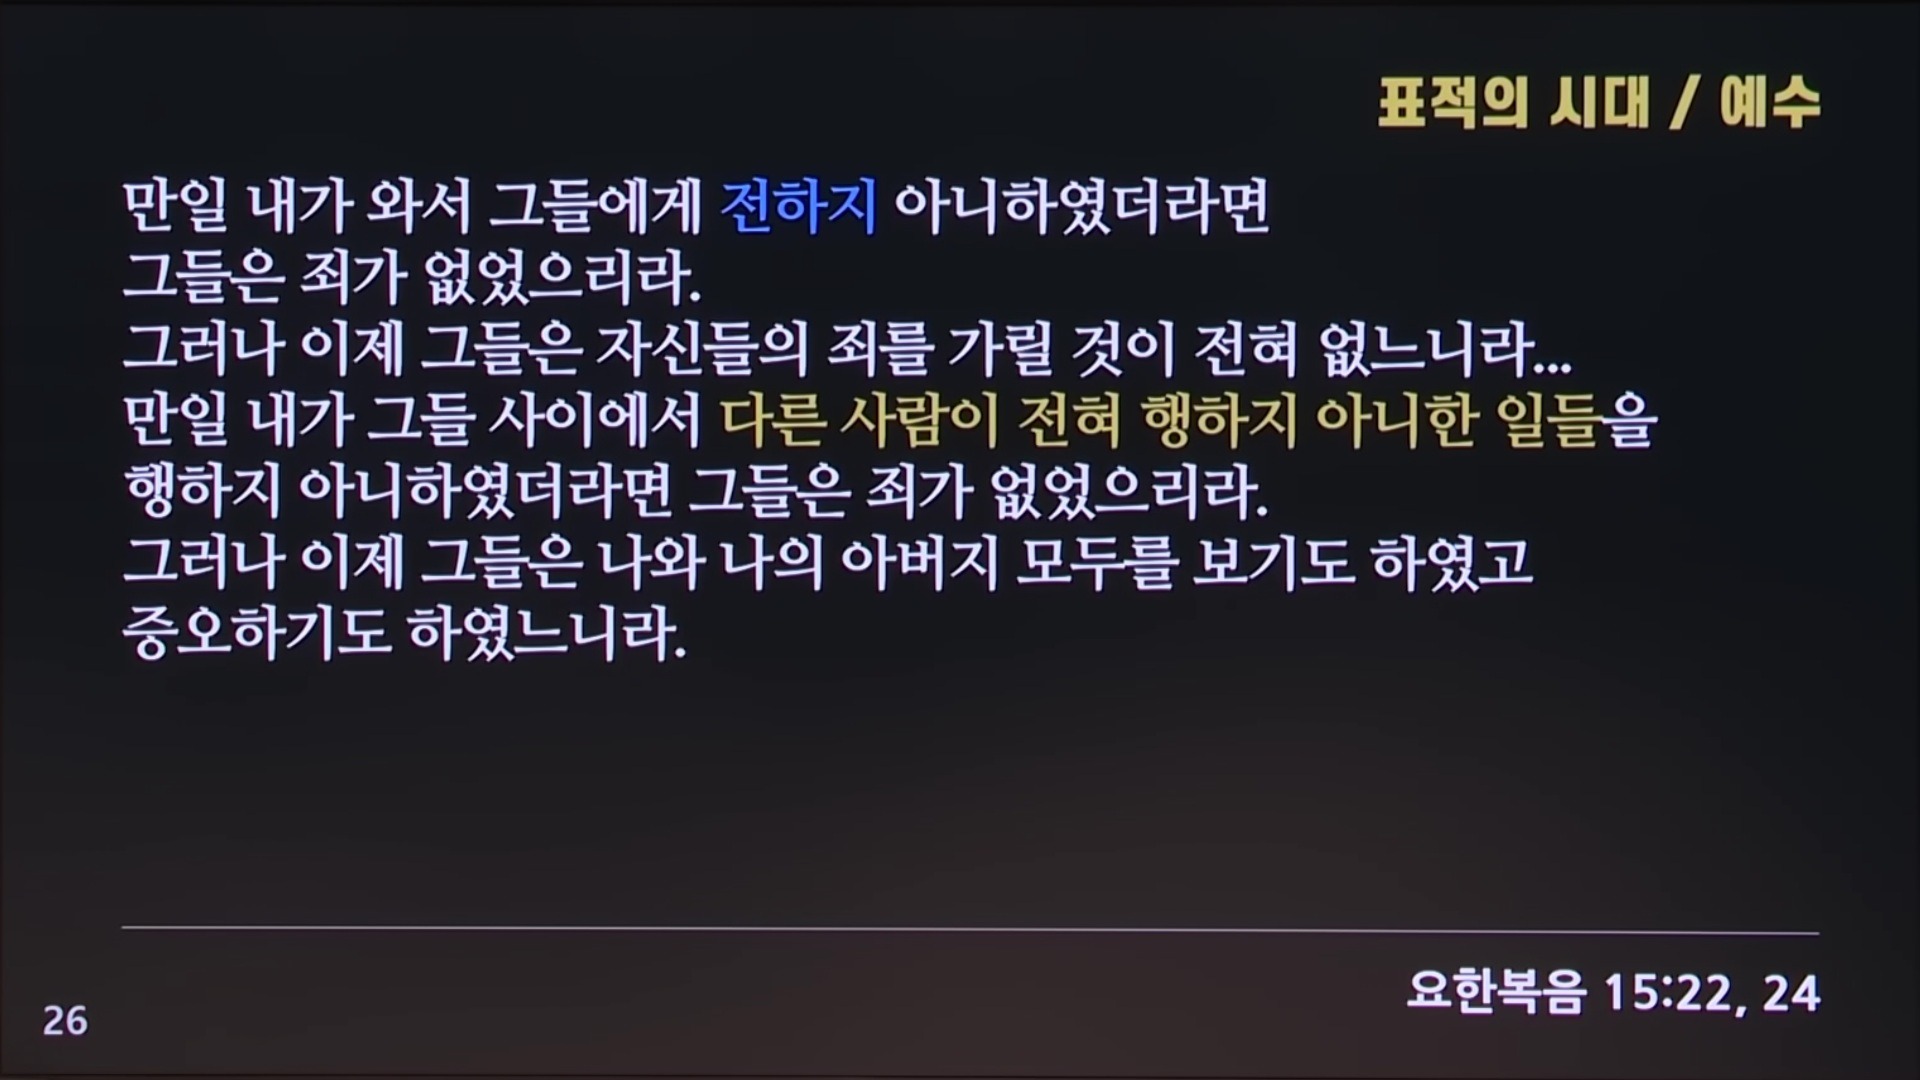 표적의 시대 / 예수
만일 내가 와서 그들에게 전하지 아니하였더라면
그들은 죄가 없었으리라.
그러나 이제 그들은 자신들의 죄를 가릴 것이 전혀 없느니라...
만일 내가 그들 사이에서 다른 사람이 전혀 행하지 아니한 일들을
행하지 아니하였더라면 그들은 죄가 없었으리라.
그러나 이제 그들은 나와 나의 아버지 모두를 보기도 하였고
증오하기도 하였느니라.
요한복음 15:22, 24
26